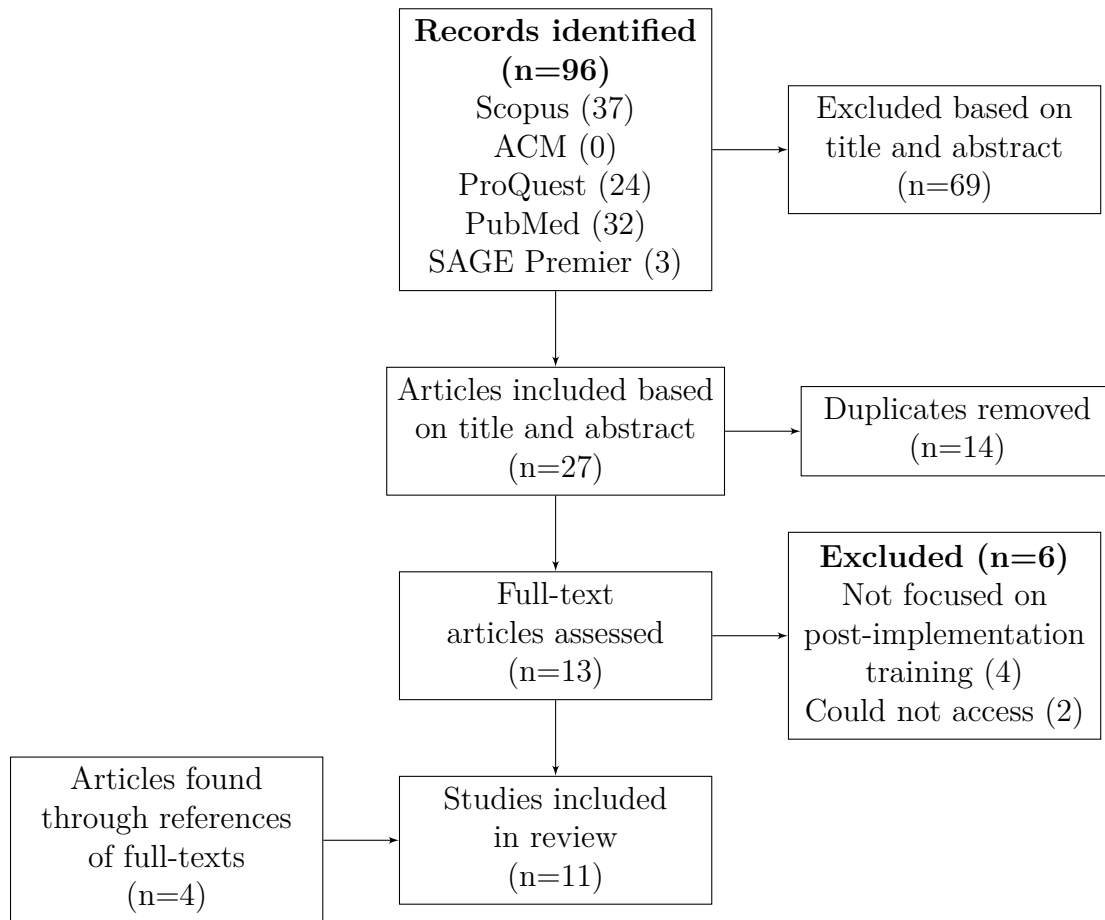 Records identified
(n=96)
Scopus (37)
ACM (0)
ProQuest (24)
PubMed (32)
SAGE Premier (3)
Excluded based on
title and abstract
(n=69)
Articles included based
on title and abstract
(n=27)
Duplicates removed
(n=14)
Full-text
articles assessed
(n=13)
Excluded (n=6)
Not focused on
post-implementation
training (4)
Could not access (2)
Articles found
through references
of full-texts
(n=4)
Studies included
in review
(n=11)